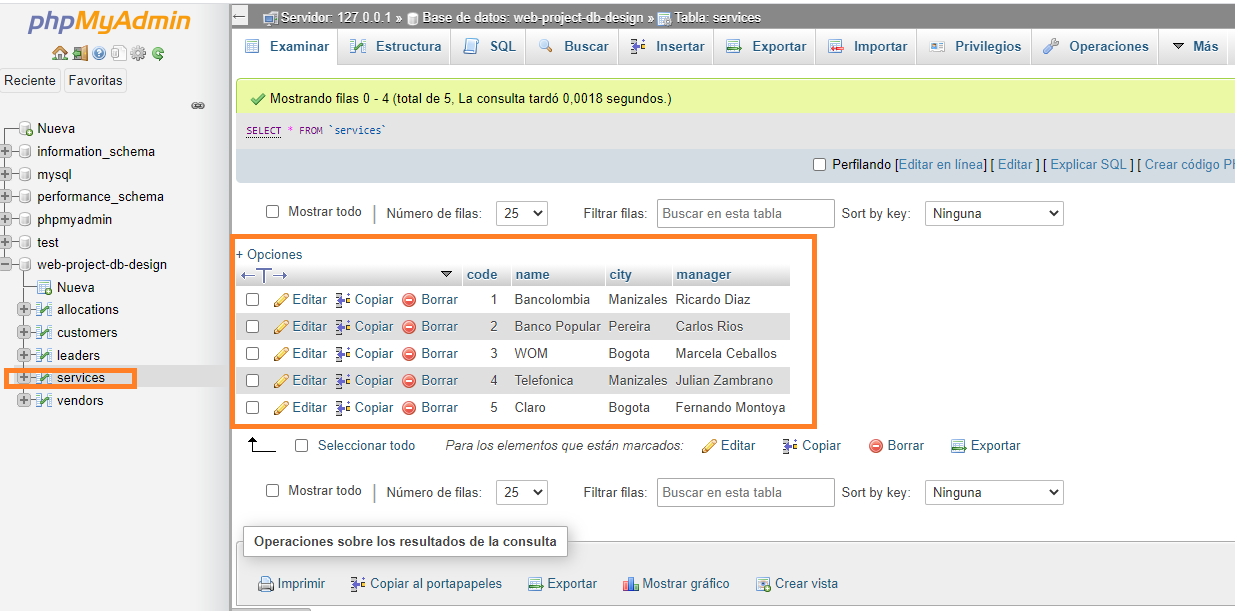 phpMyAdmin
Reciente Favoritas
Nueva
information_schema
mysql
performance_schema
phpmyadmin
test
web-project-db-design
Nueva
allocations
customers
leaders
services
vendors
Servidor: 127.0.0.1 » Base de datos: web-project-db-design » Tabla: services
Examinar Estructura SQL Buscar Insertar Exportar Importar Privilegios Operaciones Más
Mostrando filas 0 - 4 (total de 5, La consulta tardó 0,0018 segundos.)
SELECT * FROM `services`
Perfilando [Editar en línea] [ Editar ] [ Explicar SQL ] [ Crear código
Mostrar todo | Número de filas: 25 Filtrar filas: Buscar en esta tabla Sort by key: Ninguna
+ Opciones
←T→ code name city manager
Editar Copiar Borrar 1 Bancolombia Manizales Ricardo Diaz
Editar Copiar Borrar 2 Banco Popular Pereira Carlos Rios
Editar Copiar Borrar 3 WOM Bogota Marcela Ceballos
Editar Copiar Borrar 4 Telefonica Manizales Julian Zambrano
Editar Copiar Borrar 5 Claro Bogota Fernando Montoya
Seleccionar todo Para los elementos que están marcados: Editar Copiar Borrar Exportar
Mostrar todo | Número de filas: 25 Filtrar filas: Buscar en esta tabla Sort by key: Ninguna
Operaciones sobre los resultados de la consulta
Imprimir Copiar al portapapeles Exportar Mostrar gráfico Crear vista